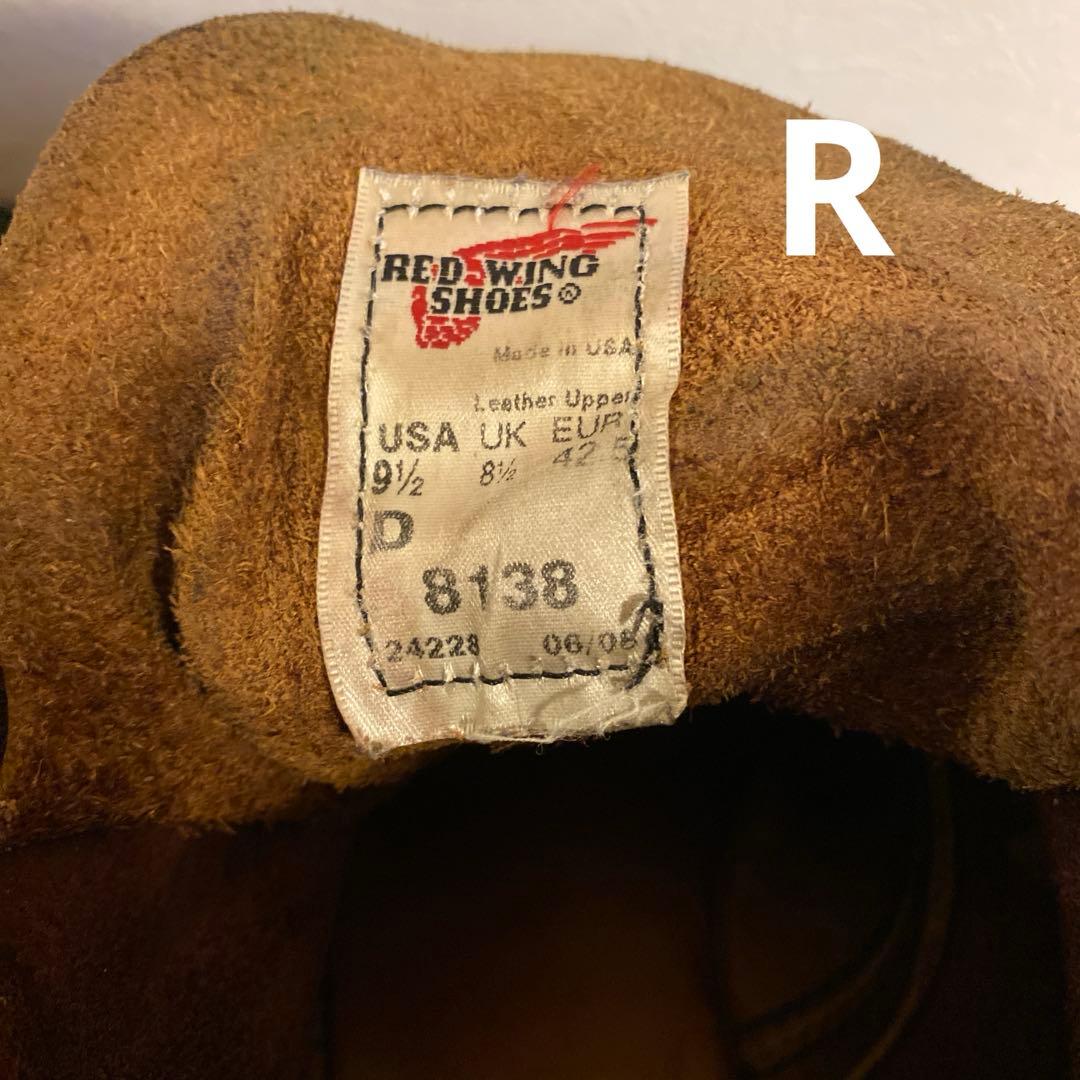 R
RED WING
SHOES®
Made in USA
Leather Upper
USA UK EUR
9½ 8½ 42.5
D
8138
24228 06/08